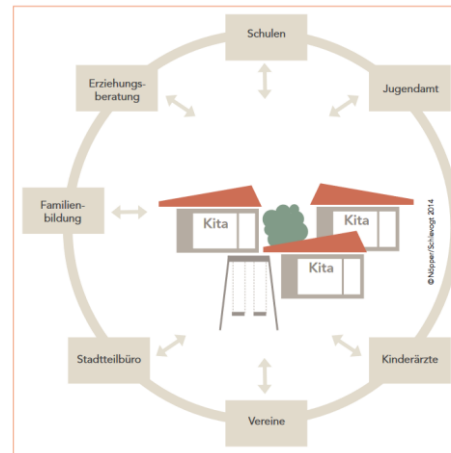 Schulen
Erziehungs-
beratung
Jugendamt
Familien-
bildung
Kita
Kita
Kita
© Nöpper/Schlevogt 2014
Stadtteilbüro
Kinderärzte
Vereine